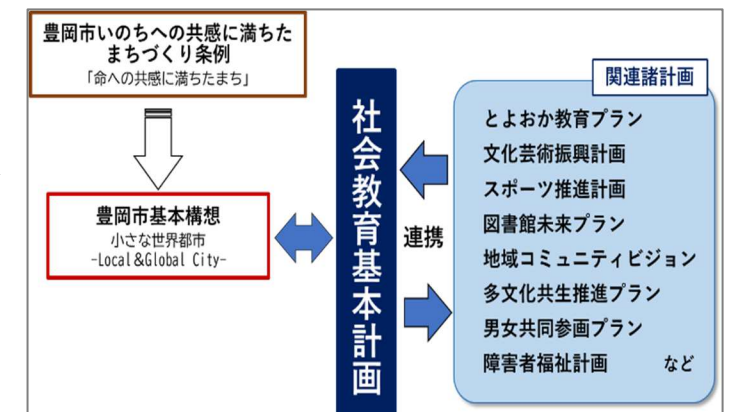 豊岡市いのちへの共感に満ちた
まちづくり条例
「命への共感に満ちたまち」
豊岡市基本構想
小さな世界都市
-Local&Global City-
社会教育基本計画
連携
関連諸計画
とよおか教育プラン
文化芸術振興計画
スポーツ推進計画
図書館未来プラン
地域コミュニティビジョン
多文化共生推進プラン
男女共同参画プラン
障害者福祉計画 など